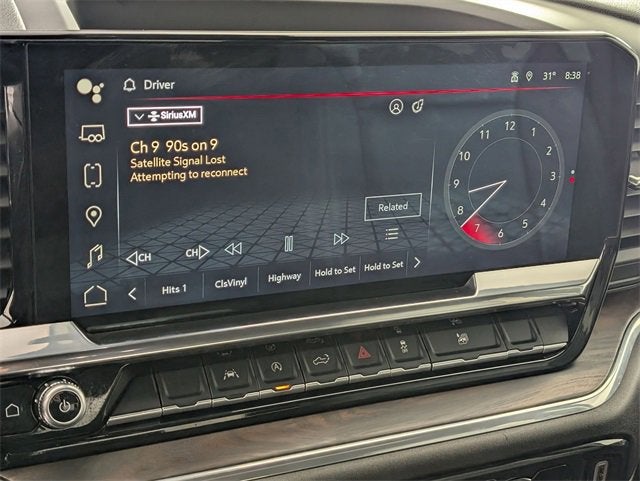 Driver
31° 8:38
SiriusXM
Ch 9 90s on 9
Satellite Signal Lost
Attempting to reconnect
12
1
2
3
4
5
6
7
8
9
10
11
Related
CH CH
Hits 1 ClsVinyl Highway Hold to Set Hold to Set